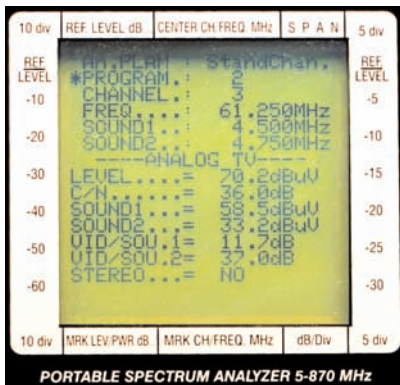 10 div REF. LEVEL dB CENTER CH.FREQ. MHz S P A N 5 div
REF LEVEL
-10
-20
-30
-40
-50
-60
AN.PLAN : StandChan.
*PROGRAM.: 2
CHANNEL.: 3
FREQ....: 61.250MHz
SOUND1..: 4.500MHz
SOUND2..: 4.750MHz
----ANALOG TV----
LEVEL....= 70.2dBuV
C/N......= 36.0dB
SOUND1...= 58.5dBuV
SOUND2...= 33.2dBuV
VID/SOU.1= 11.7dB
VID/SOU.2= 37.0dB
STEREO...= NO
REF LEVEL
-5
-10
-15
-20
-25
-30
10 div MRK LEV/PWR dB MRK CH/FREQ. MHz dB/Div 5 div
PORTABLE SPECTRUM ANALYZER 5-870 MHz